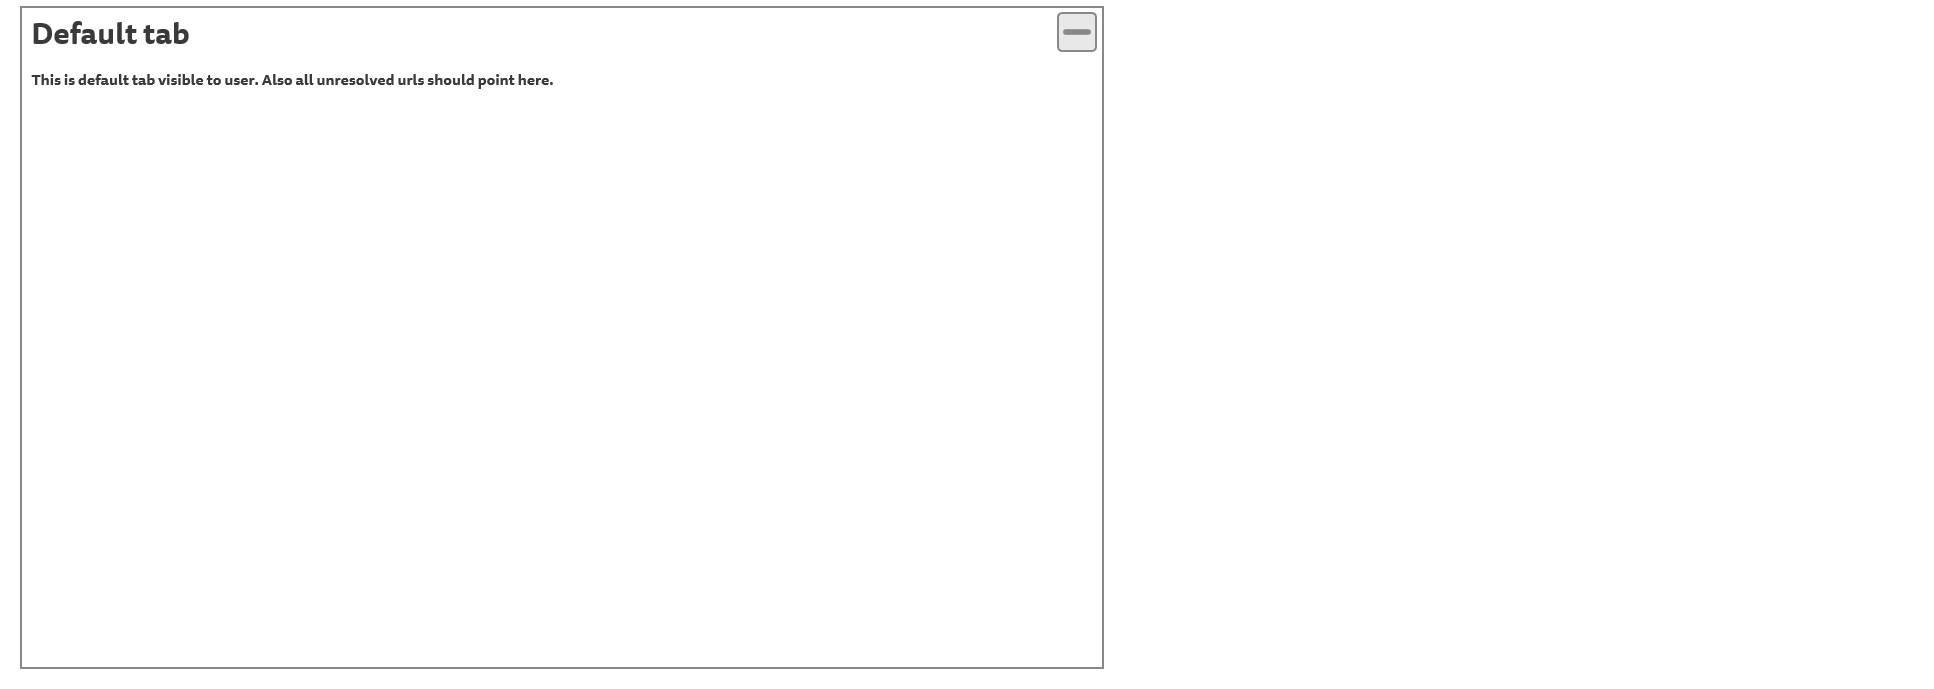 Default tab
This is default tab visible to user. Also all unresolved urls should point here.